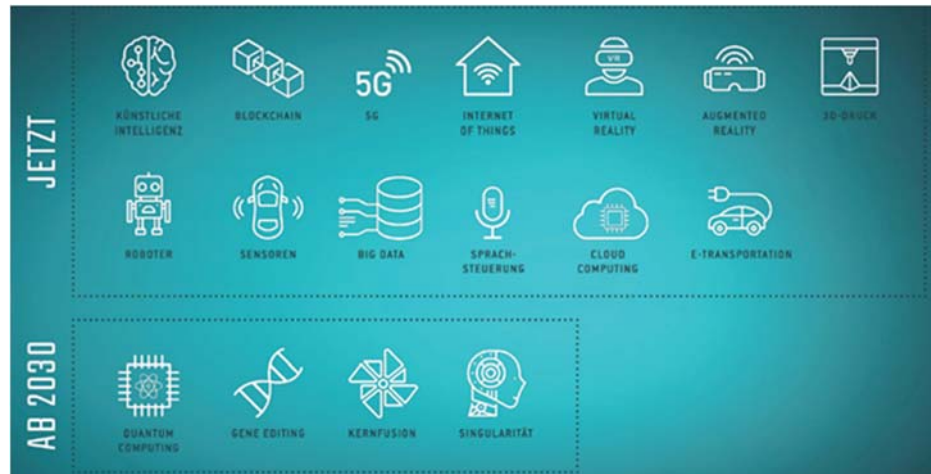 JETZT
KÜNSTLICHE
INTELLIGENZ
BLOCKCHAIN
5G
5G
INTERNET
OF THINGS
VR
VIRTUAL
REALITY
AUGMENTED
REALITY
3D-DRUCK
ROBOTER
SENSOREN
BIG DATA
SPRACH-
STEUERUNG
CLOUD
COMPUTING
E-TRANSPORTATION
AB 2030
QUANTUM
COMPUTING
GENE EDITING
KERNFUSION
SINGULARITÄT